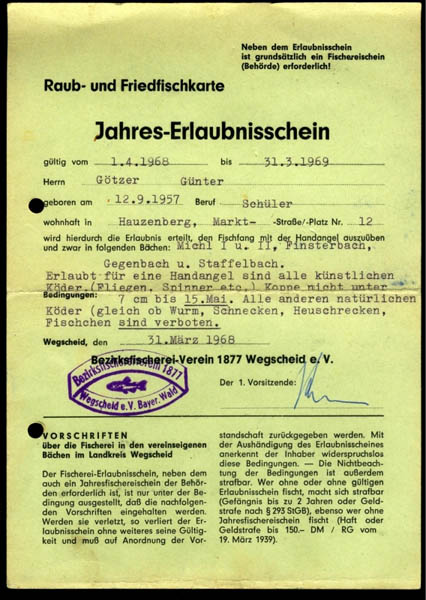 Neben dem Erlaubnisschein
ist grundsätzlich ein Fischereischein
(Behörde) erforderlich!
Raub- und Friedfischkarte
Jahres-Erlaubnisschein
gültig vom 1.4.1968 bis 31.3.1969
Herrn Götzer Günter
geboren am 12.9.1957 Beruf Schüler
wohnhaft in Hauzenberg, Markt- -Straße/-Platz Nr. 12
wird hierdurch die Erlaubnis erteilt, den Fischfang mit der Handangel auszuüben
und zwar in folgenden Bächen: Michl I u. II, Finsterbach,
Gegenbach u. Staffelbach.
Erlaubt für eine Handangel sind alle künstlichen
Köder (Fliegen, Spinner etc.) Koppe nicht unter
Bedingungen: 7 cm bis 15.Mai. Alle anderen natürlichen
Köder (gleich ob Wurm, Schnecken, Heuschrecken,
Fischchen sind verboten.
Wegscheid, den 31.März 1968
Bezirksfischerei-Verein 1877 Wegscheid e. V.
Bezirksfischereiverein 1877
Wegscheid e.V. Bayer. Wald
Der 1. Vorsitzende:
VORSCHRIFTEN
über die Fischerei in den vereinseigenen
Bächen im Landkreis Wegscheid
Der Fischerei-Erlaubnisschein, neben dem
auch ein Jahresfischereischein der Behör-
den erforderlich ist, ist nur unter der Be-
dingung ausgestellt, daß die nachfolgen-
den Vorschriften eingehalten werden.
Werden sie verletzt, so verliert der Er-
laubnisschein ohne weiteres seine Gültig-
keit und muß auf Anordnung der Vor-
standschaft zurückgegeben werden. Mit
der Aushändigung des Erlaubnisscheines
anerkennt der Inhaber widerspruchslos
diese Bedingungen. — Die Nichtbeach-
tung der Bedingungen ist außerdem
strafbar. Wer ohne oder ohne gültigen
Erlaubnisschein fischt, macht sich strafbar
(Gefängnis bis zu 2 Jahren oder Geld-
strafe nach § 293 StGB), ebenso wer ohne
Jahresfischereischein fischt (Haft oder
Geldstrafe bis 150.– DM / RG vom
19. März 1939).